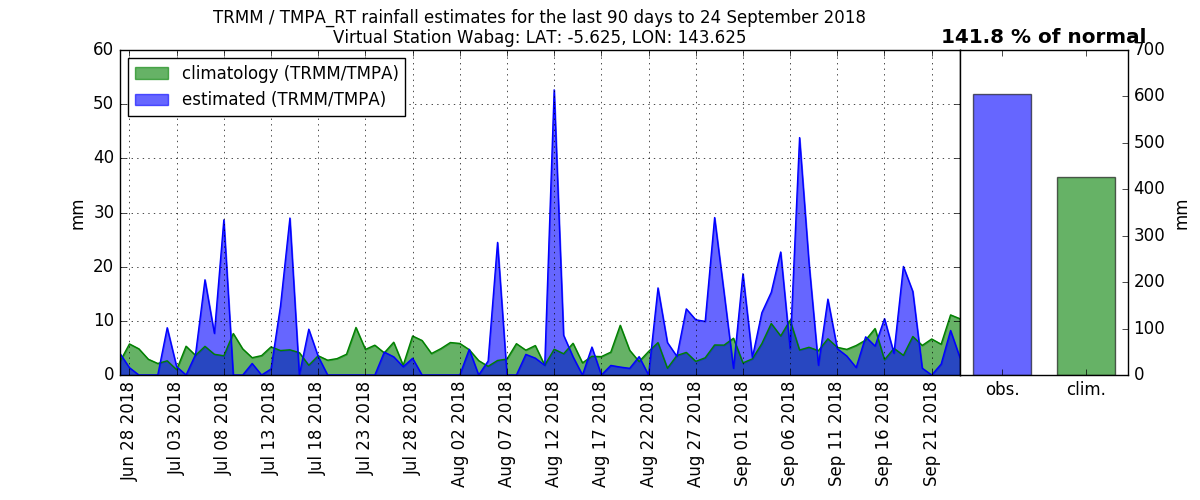 TRMM / TMPA_RT rainfall estimates for the last 90 days to 24 September 2018
Virtual Station Wabag: LAT: -5.625, LON: 143.625
141.8 % of normal
climatology (TRMM/TMPA)
estimated (TRMM/TMPA)
mm
60
50
40
30
20
10
0
Jun 28 2018
Jul 03 2018
Jul 08 2018
Jul 13 2018
Jul 18 2018
Jul 23 2018
Jul 28 2018
Aug 02 2018
Aug 07 2018
Aug 12 2018
Aug 17 2018
Aug 22 2018
Aug 27 2018
Sep 01 2018
Sep 06 2018
Sep 11 2018
Sep 16 2018
Sep 21 2018
obs.
clim.
700
600
500
400
300
200
100
0
mm